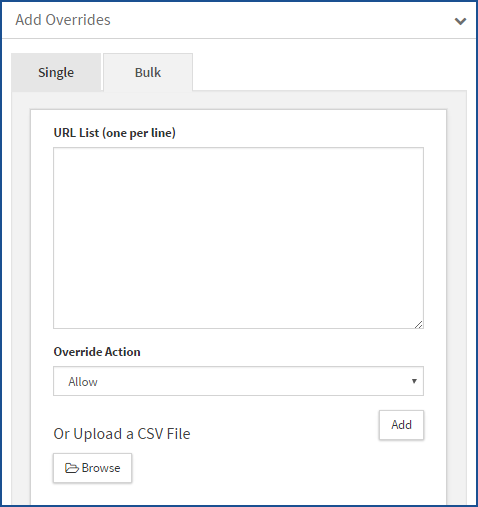 Add Overrides
Single Bulk
URL List (one per line)
Override Action
Allow
Add
Or Upload a CSV File
Browse